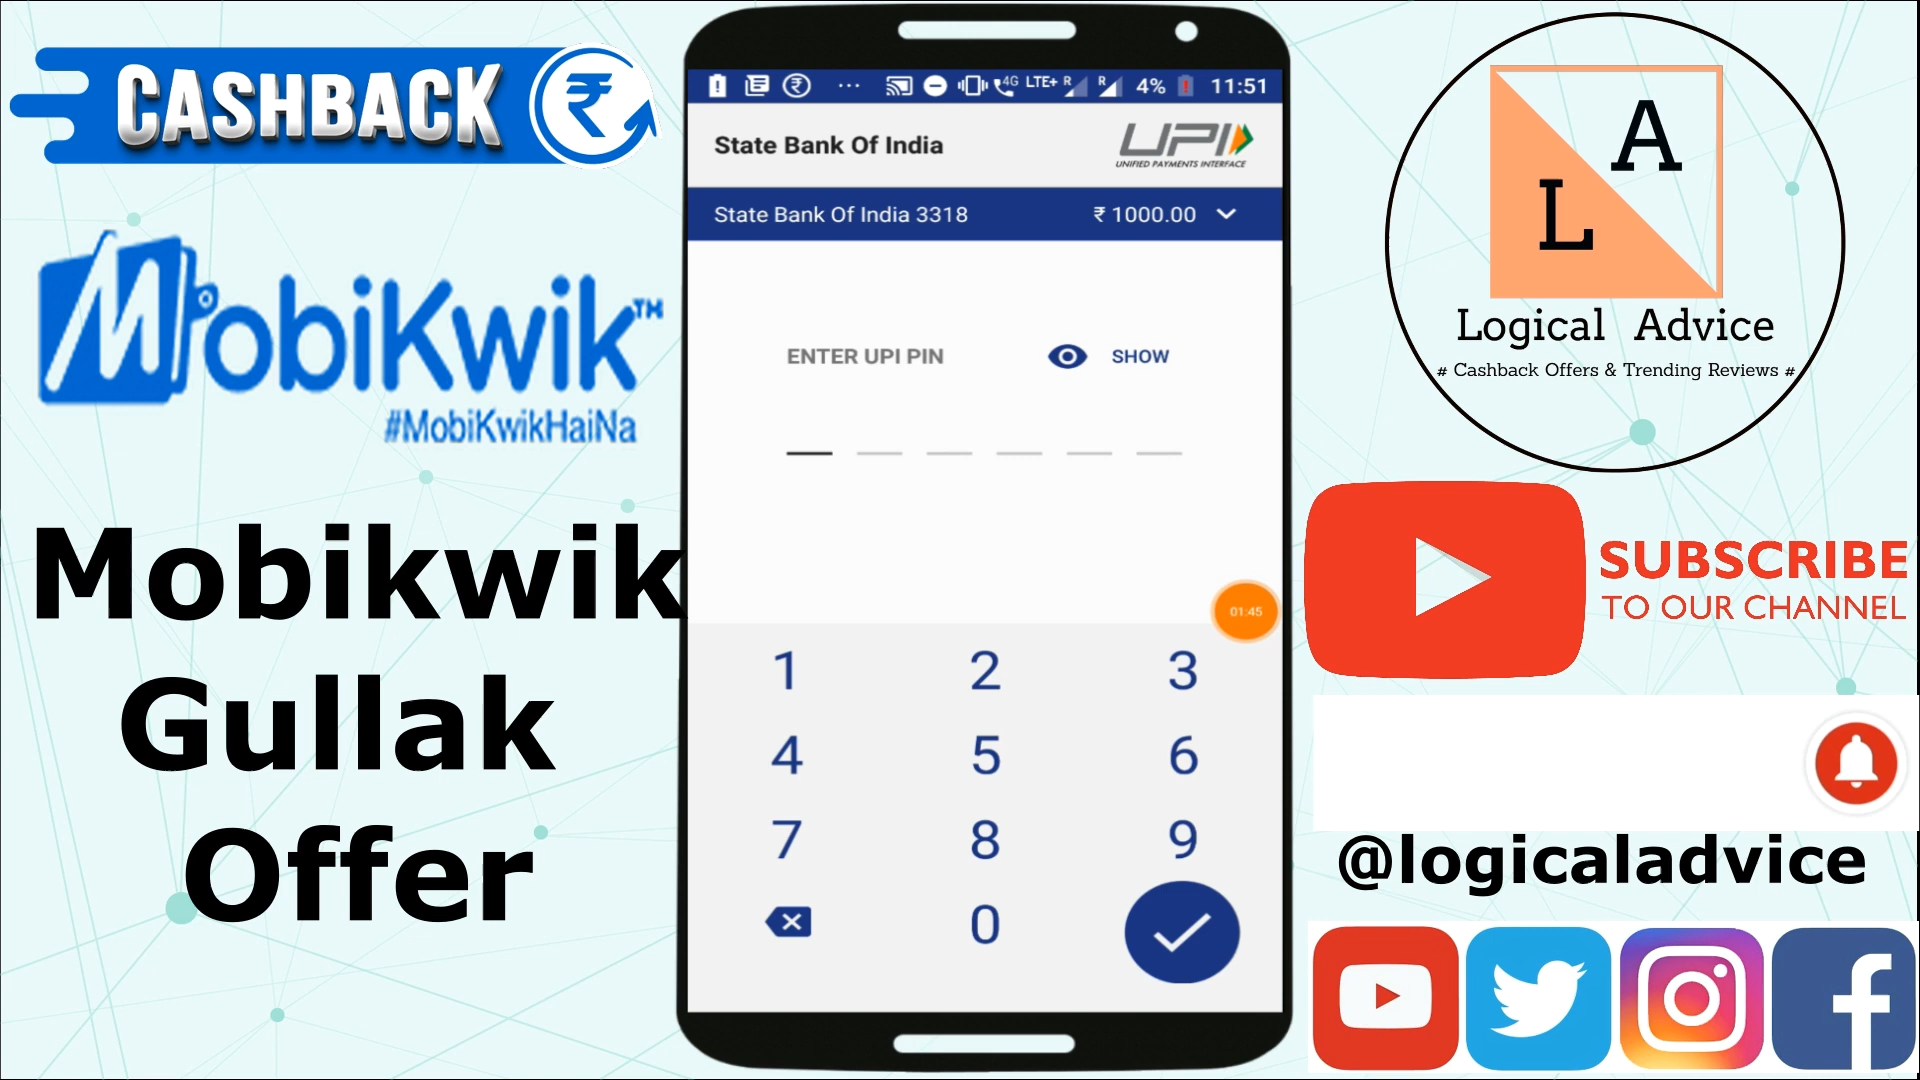 CASHBACK ₹
MobiKwik™
#MobiKwikHaiNa
Mobikwik
Gullak
Offer
₹ ... 4G LTE+ R R 4% 11:51
State Bank Of India UPI
UNIFIED PAYMENTS INTERFACE
State Bank Of India 3318 ₹ 1000.00
ENTER UPI PIN SHOW
01:45
1 2 3
4 5 6
7 8 9
0
A
L
Logical Advice
# Cashback Offers & Trending Reviews #
SUBSCRIBE
TO OUR CHANNEL
@logicaladvice